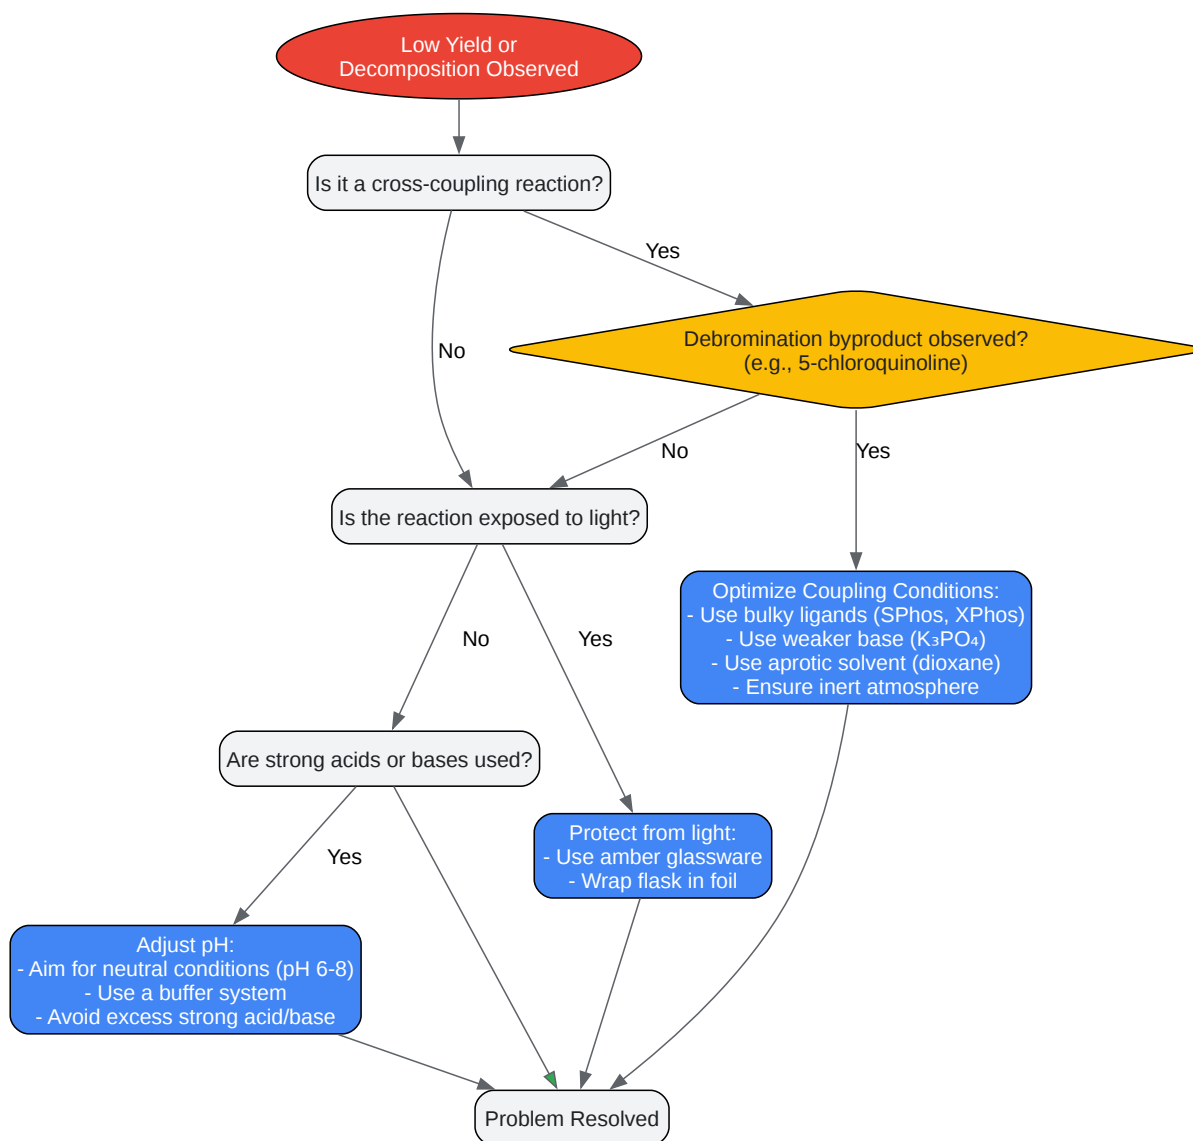 Low Yield or
Decomposition Observed
Is it a cross-coupling reaction?
Yes
Debromination byproduct observed?
(e.g., 5-chloroquinoline)
No
No
Yes
Is the reaction exposed to light?
Optimize Coupling Conditions:
- Use bulky ligands (SPhos, XPhos)
- Use weaker base (K₃PO₄)
- Use aprotic solvent (dioxane)
- Ensure inert atmosphere
No
Yes
Are strong acids or bases used?
Protect from light:
- Use amber glassware
- Wrap flask in foil
Yes
Adjust pH:
- Aim for neutral conditions (pH 6-8)
- Use a buffer system
- Avoid excess strong acid/base
Problem Resolved